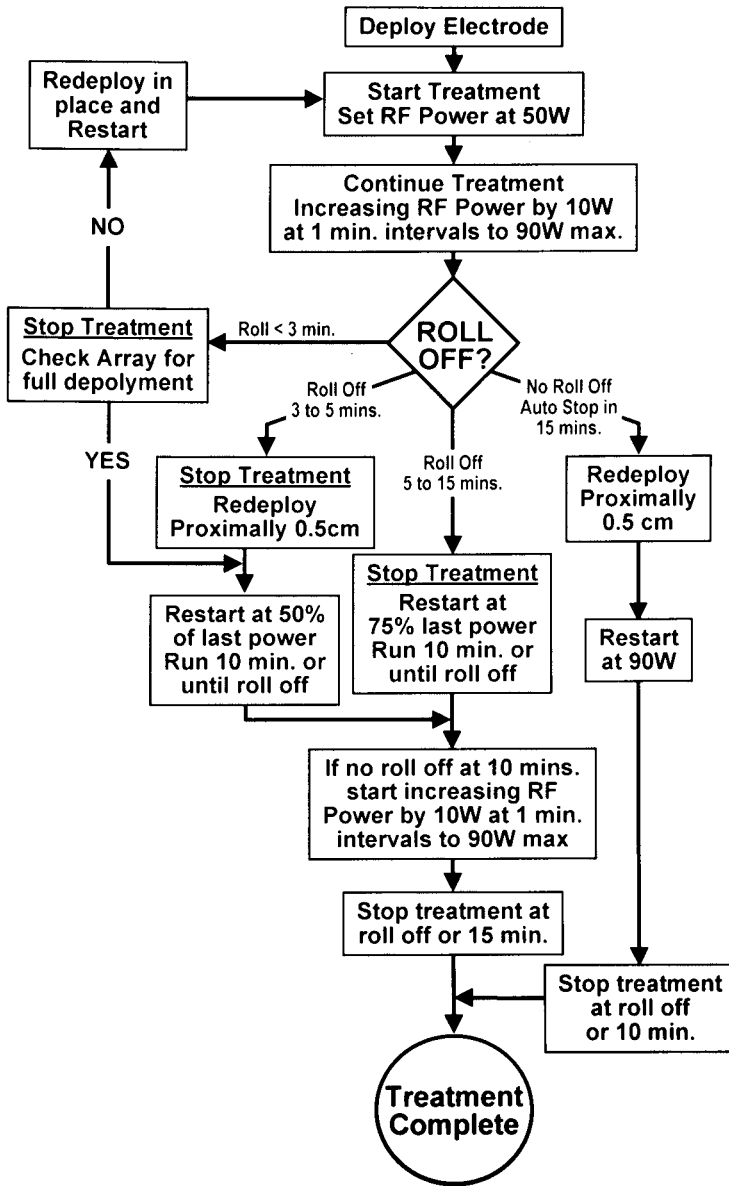 Deploy Electrode
Redeploy in
place and
Restart
Start Treatment
Set RF Power at 50W
Continue Treatment
Increasing RF Power by 10W
at 1 min. intervals to 90W max.
NO
Stop Treatment
Check Array for
full depolyment
Roll < 3 min.
ROLL
OFF?
Roll Off
3 to 5 mins.
No Roll Off
Auto Stop in
15 mins.
YES
Stop Treatment
Redeploy
Proximally 0.5cm
Roll Off
5 to 15 mins.
Redeploy
Proximally
0.5 cm
Restart at 50%
of last power
Run 10 min. or
until roll off
Stop Treatment
Restart at
75% last power
Run 10 min. or
until roll off
Restart
at 90W
If no roll off at 10 mins.
start increasing RF
Power by 10W at 1 min.
intervals to 90W max
Stop treatment at
roll off or 15 min.
Stop treatment
at roll off
or 10 min.
Treatment
Complete